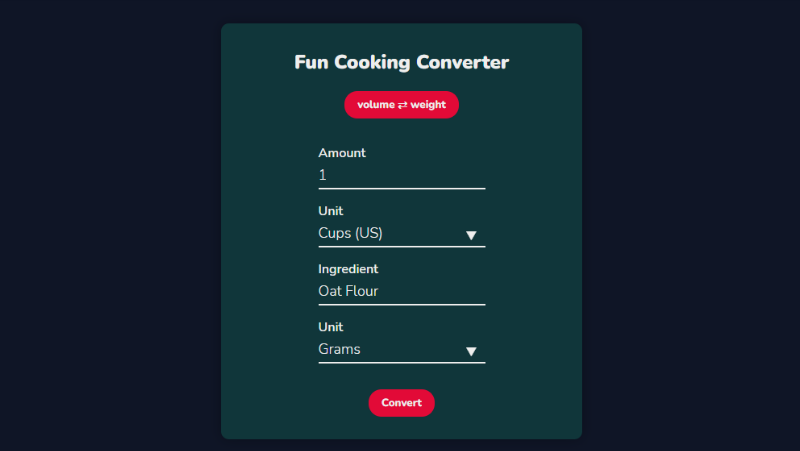 Fun Cooking Converter
volume ⇄ weight
Amount
1
Unit
Cups (US)
Ingredient
Oat Flour
Unit
Grams
Convert